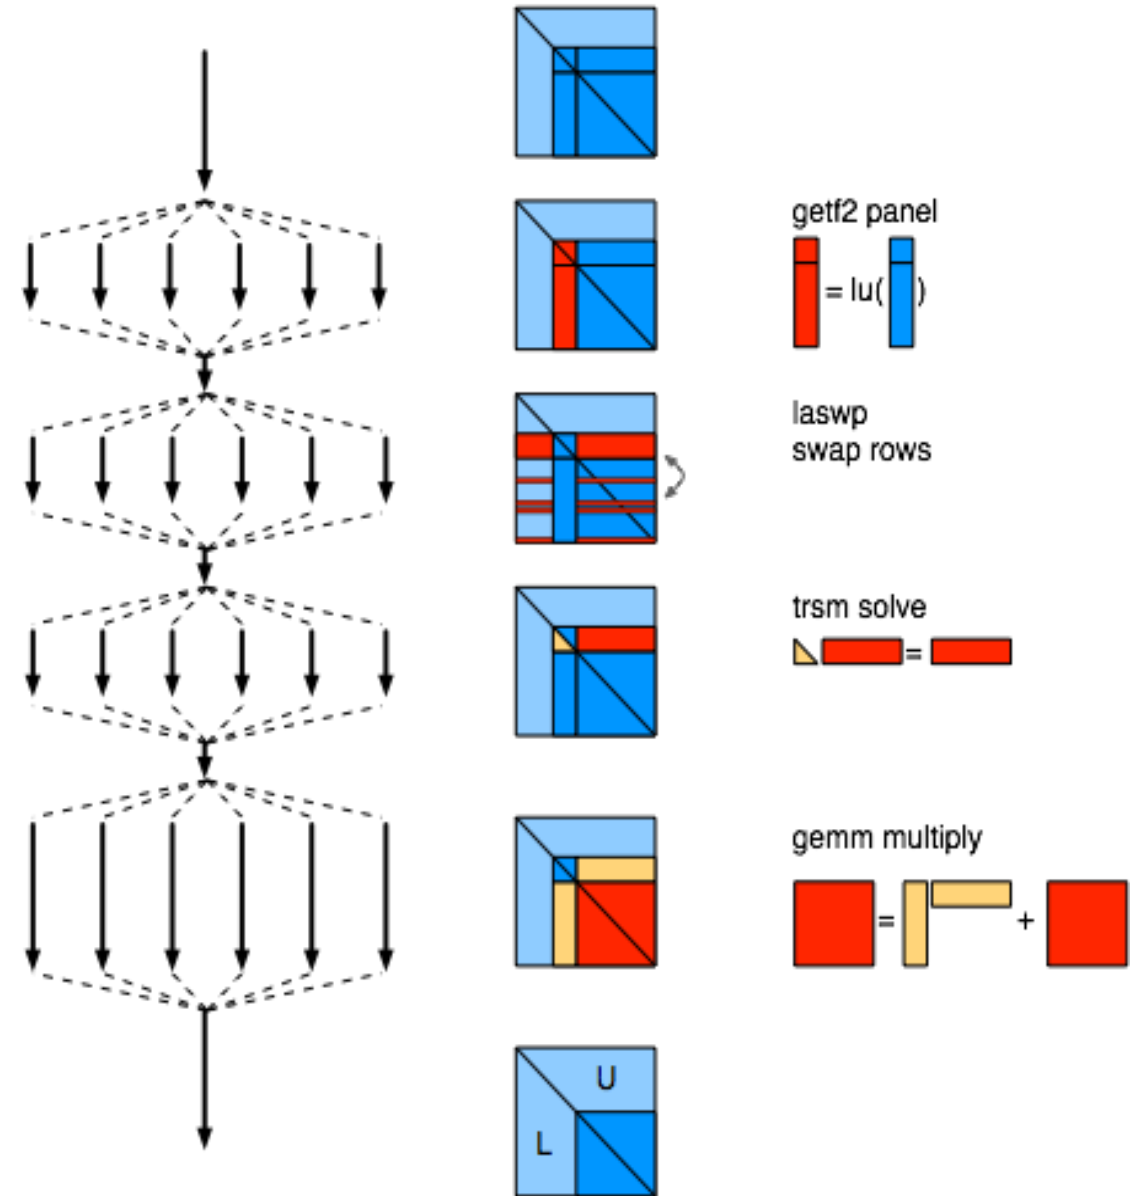 getf2 panel
= lu( )
laswp
swap rows
trsm solve
=
gemm multiply
= +
U
L